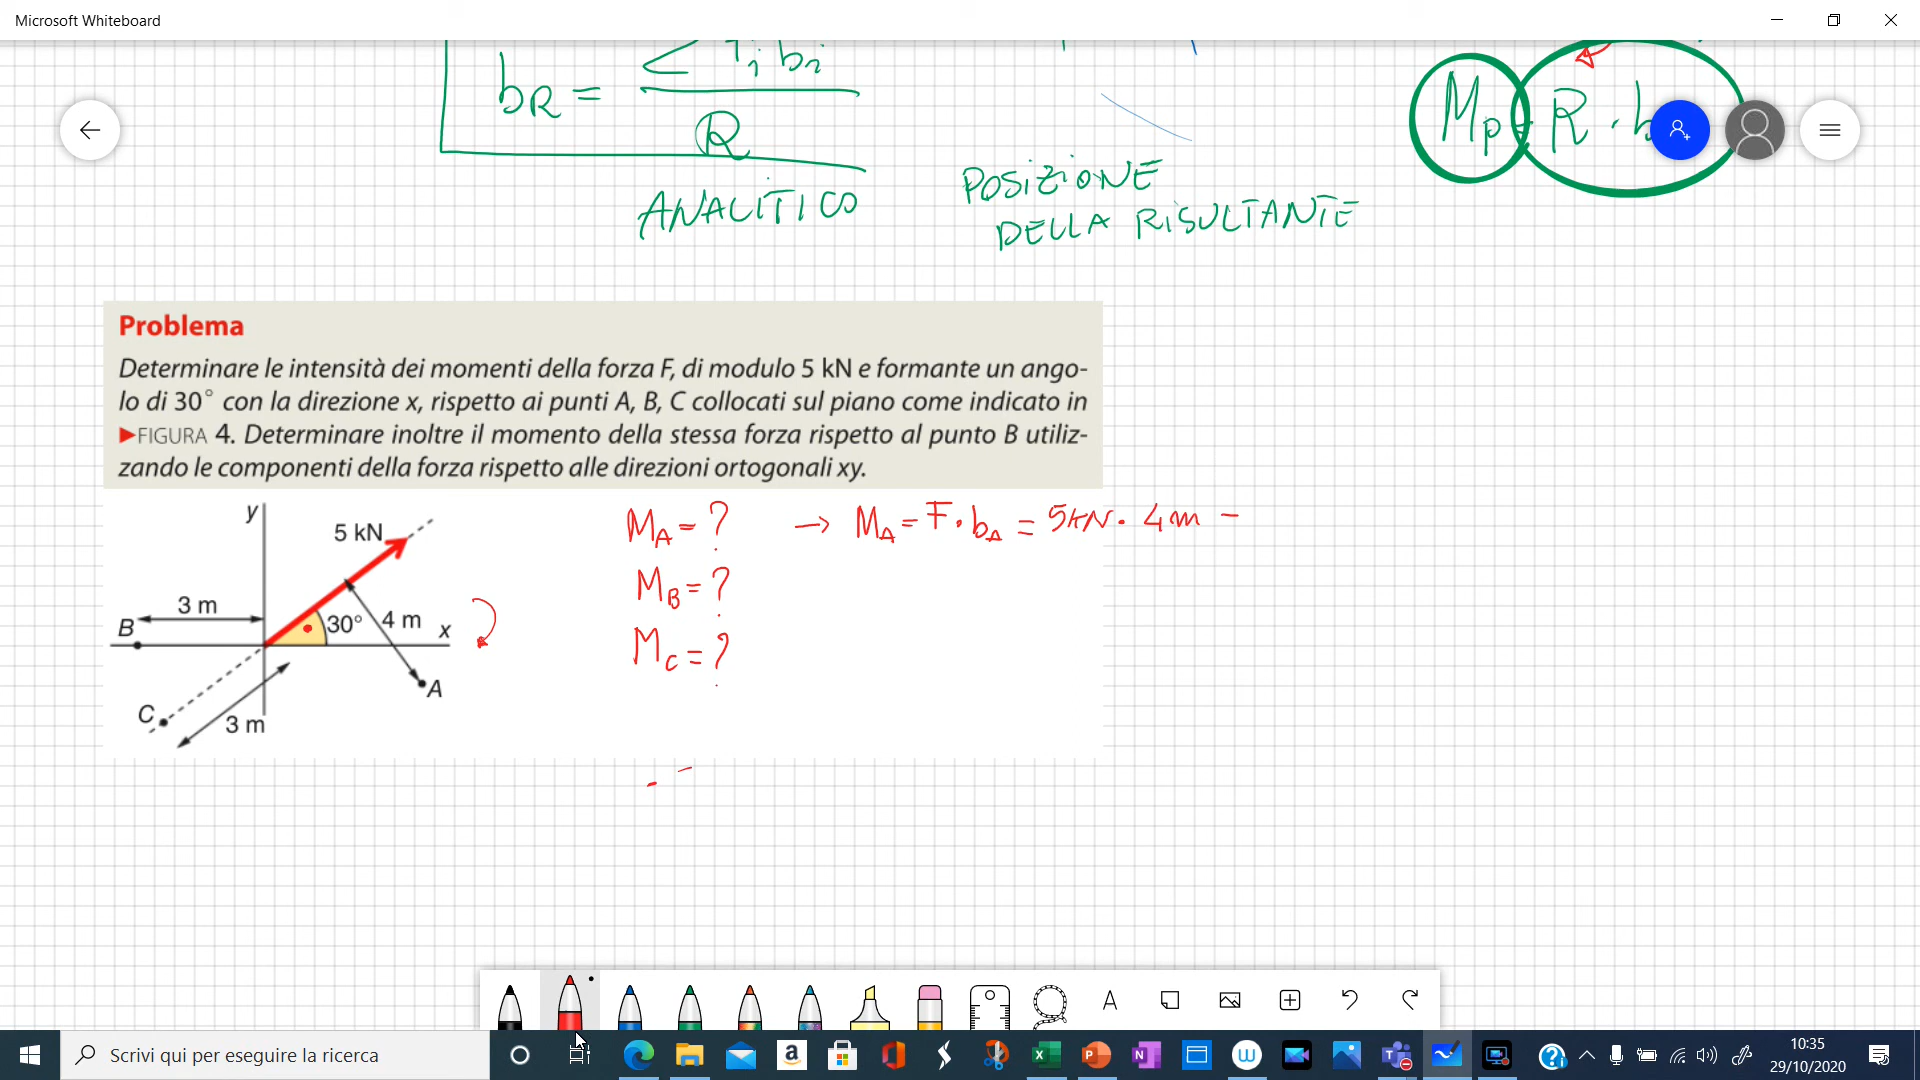 Microsoft Whiteboard
bR = Fi bi
R
ANALITICO
POSIZIONE
DELLA RISULTANTE
Mp = R · b
Problema
Determinare le intensità dei momenti della forza F, di modulo 5 kN e formante un ango-
lo di 30° con la direzione x, rispetto ai punti A, B, C collocati sul piano come indicato in
▶FIGURA 4. Determinare inoltre il momento della stessa forza rispetto al punto B utiliz-
zando le componenti della forza rispetto alle direzioni ortogonali xy.
y
5 kN
3 m
B
30°
4 m
x
A
C
3 m
MA = ? → MA = F · bA = 5kN · 4m -
MB = ?
MC = ?
Scrivi qui per eseguire la ricerca
10:35
29/10/2020